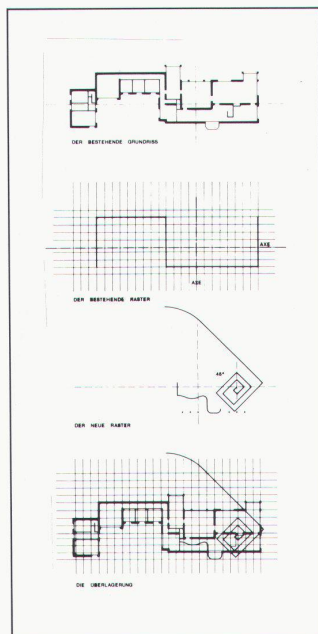 DER BESTEHENDE GRUNDRISS
AXE
AXE
DER BESTEHENDE RASTER
45°
DER NEUE RASTER
DIE ÜBERLAGERUNG